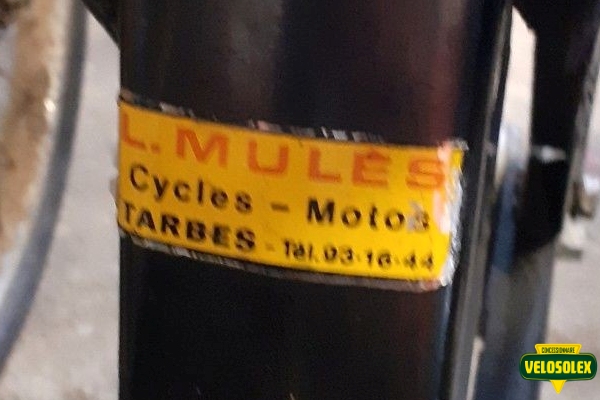 L. MULÈS
Cycles - Motos
TARBES - Tél. 93-16-44
CONCESSIONNAIRE
VELOSOLEX